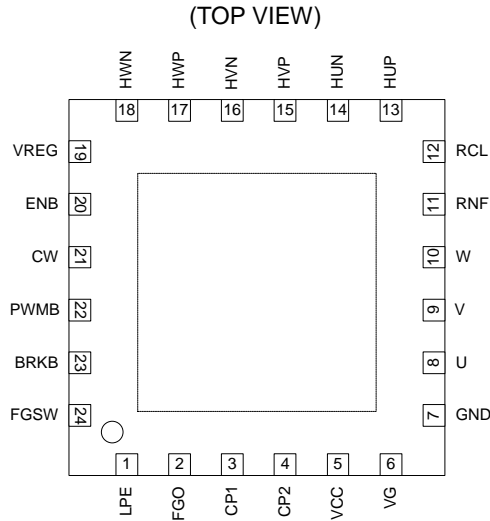 (TOP VIEW)
HWN HWP HVN HVP HUN HUP
18 17 16 15 14 13
VREG 19 12 RCL
ENB 20 11 RNF
CW 21 10 W
PWMB 22 9 V
BRKB 23 8 U
FGSW 24 7 GND
1 2 3 4 5 6
LPE FGO CP1 CP2 VCC VG